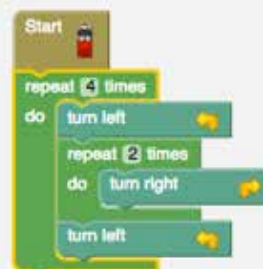 Start
repeat 4 times
do turn left
repeat 2 times
do turn right
turn left